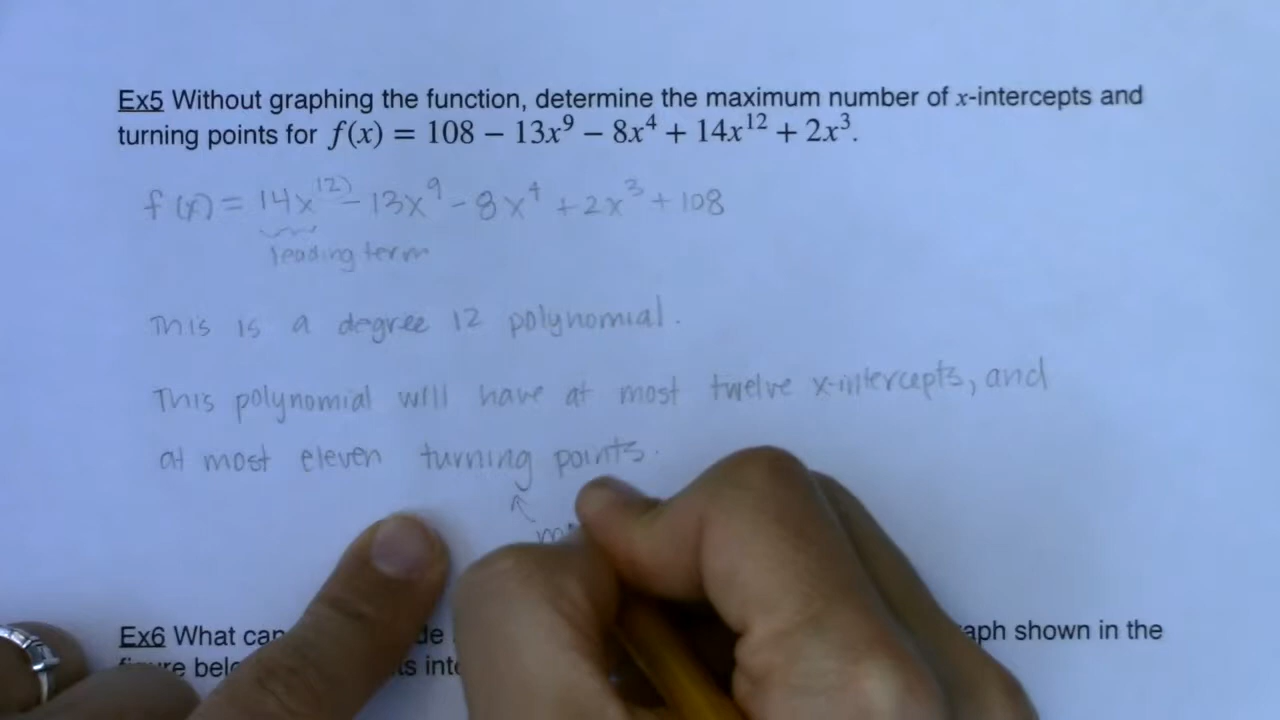 Ex5 Without graphing the function, determine the maximum number of x-intercepts and
turning points for f(x) = 108 − 13x⁹ − 8x⁴ + 14x¹² + 2x³.
f(x) = 14x¹² − 13x⁹ − 8x⁴ + 2x³ + 108
leading term
This is a degree 12 polynomial.
This polynomial will have at most twelve x-intercepts, and
at most eleven turning points.
Ex6 What can shown in the